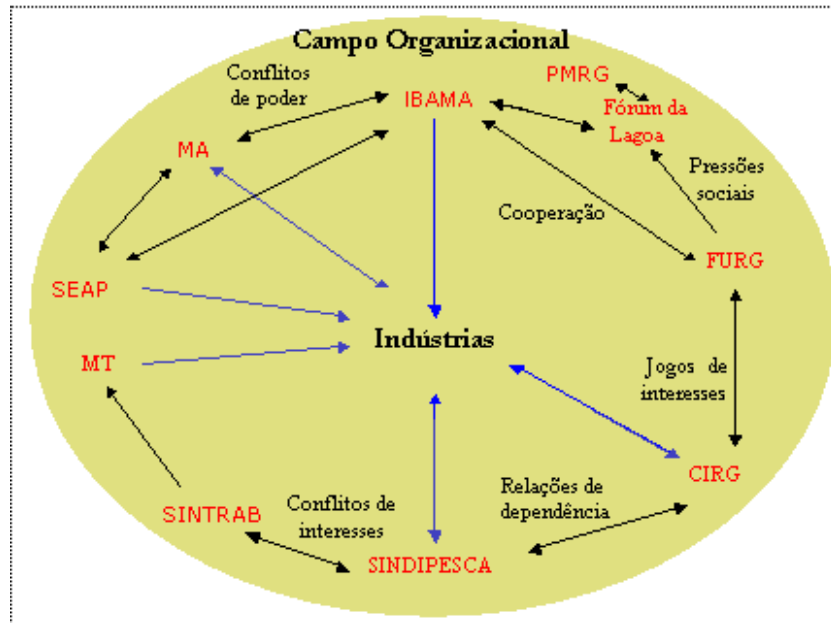 Campo Organizacional
Conflitos
de poder
PMRG
IBAMA
Fórum da
Lagoa
MA
Pressões
sociais
Cooperação
FURG
SEAP
Indústrias
MT
Jogos de
interesses
CIRG
Relações de
dependência
SINTRAB
Conflitos de
interesses
SINDIPESCA